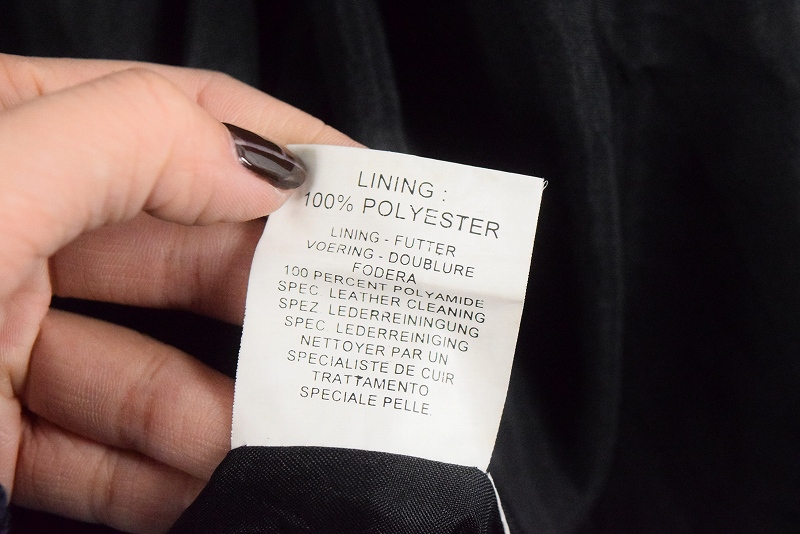 LINING :
100% POLYESTER
LINING - FUTTER
VOERING - DOUBLURE
FODERA
100 PERCENT POLYAMIDE
SPEC. LEATHER CLEANING
SPEZ. LEDERREININGUNG
SPEC. LEDERREINIGING
NETTOYER PAR UN
SPECIALISTE DE CUIR
TRATTAMENTO
SPECIALE PELLE